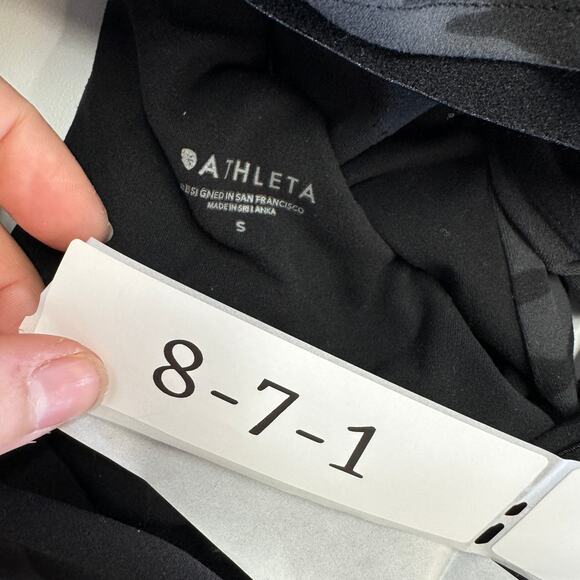 ATHLETA
DESIGNED IN SAN FRANCISCO
MADE IN SRI LANKA
S
8-7-1